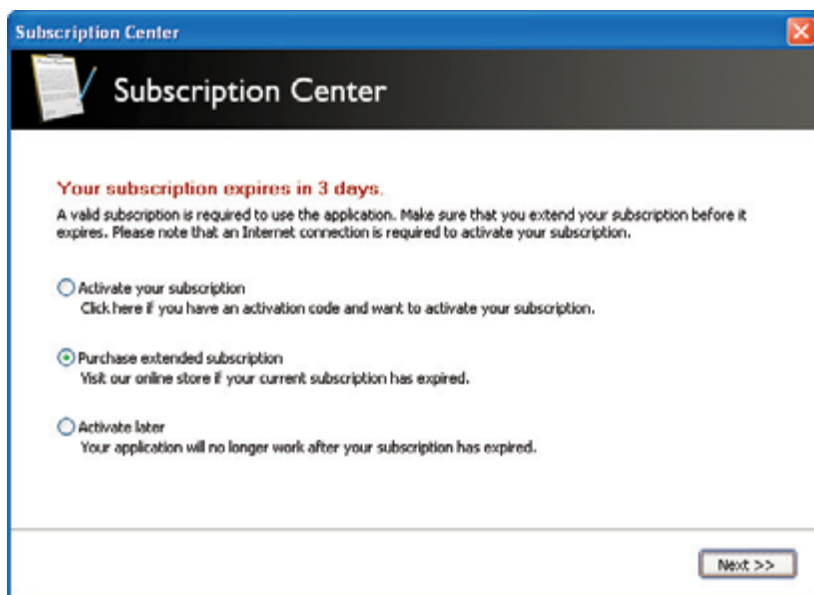 Subscription Center
Subscription Center
Your subscription expires in 3 days.
A valid subscription is required to use the application. Make sure that you extend your subscription before it
expires. Please note that an Internet connection is required to activate your subscription.
Activate your subscription
Click here if you have an activation code and want to activate your subscription.
Purchase extended subscription
Visit our online store if your current subscription has expired.
Activate later
Your application will no longer work after your subscription has expired.
Next >>